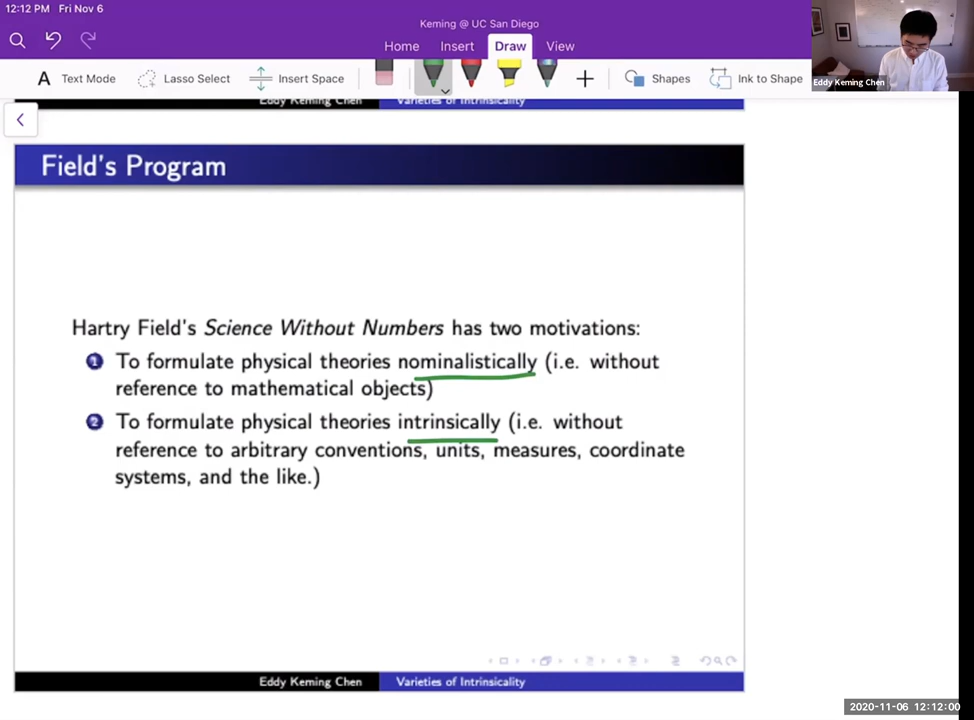 12:12 PM Fri Nov 6
Keming @ UC San Diego
Home Insert Draw View
A Text Mode Lasso Select Insert Space Shapes Ink to Shape
Eddy Keming Chen
Eddy Keming Chen Varieties of Intrinsicality
Field's Program
Hartry Field's Science Without Numbers has two motivations:
1 To formulate physical theories nominalistically (i.e. without
reference to mathematical objects)
2 To formulate physical theories intrinsically (i.e. without
reference to arbitrary conventions, units, measures, coordinate
systems, and the like.)
Eddy Keming Chen Varieties of Intrinsicality
2020-11-06 12:12:00